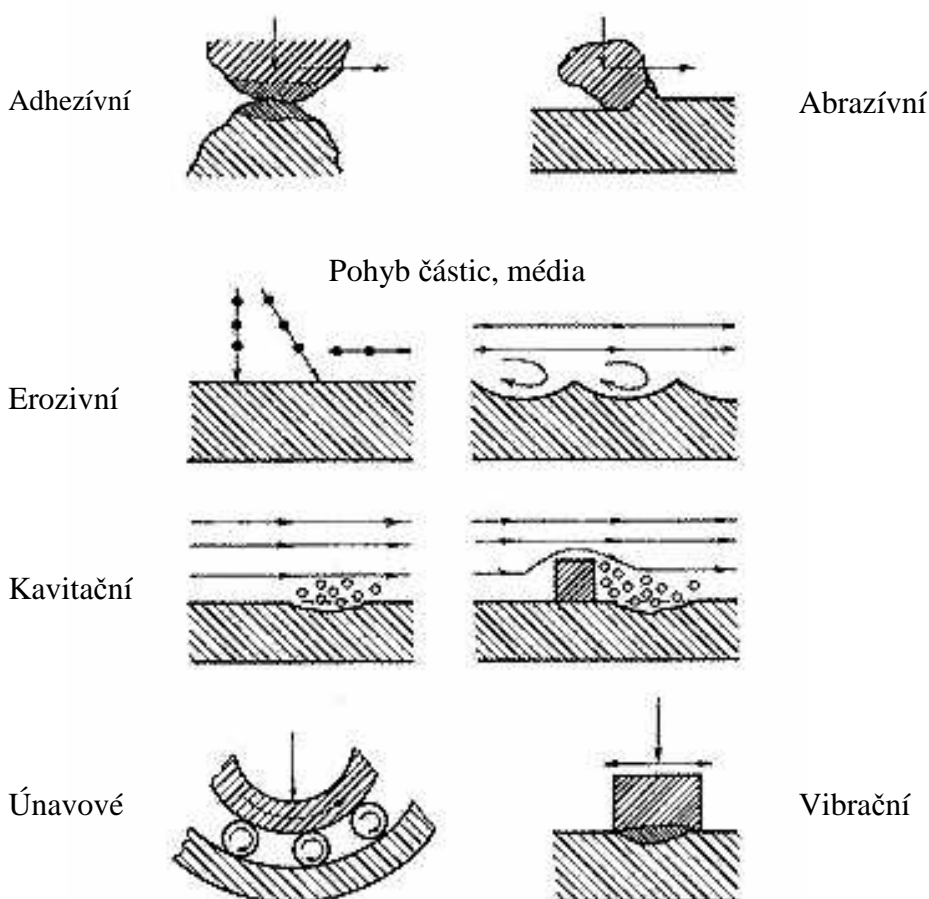 Adhezívní
Abrazívní
Pohyb částic, média
Erozivní
Kavitační
Únavové
Vibrační